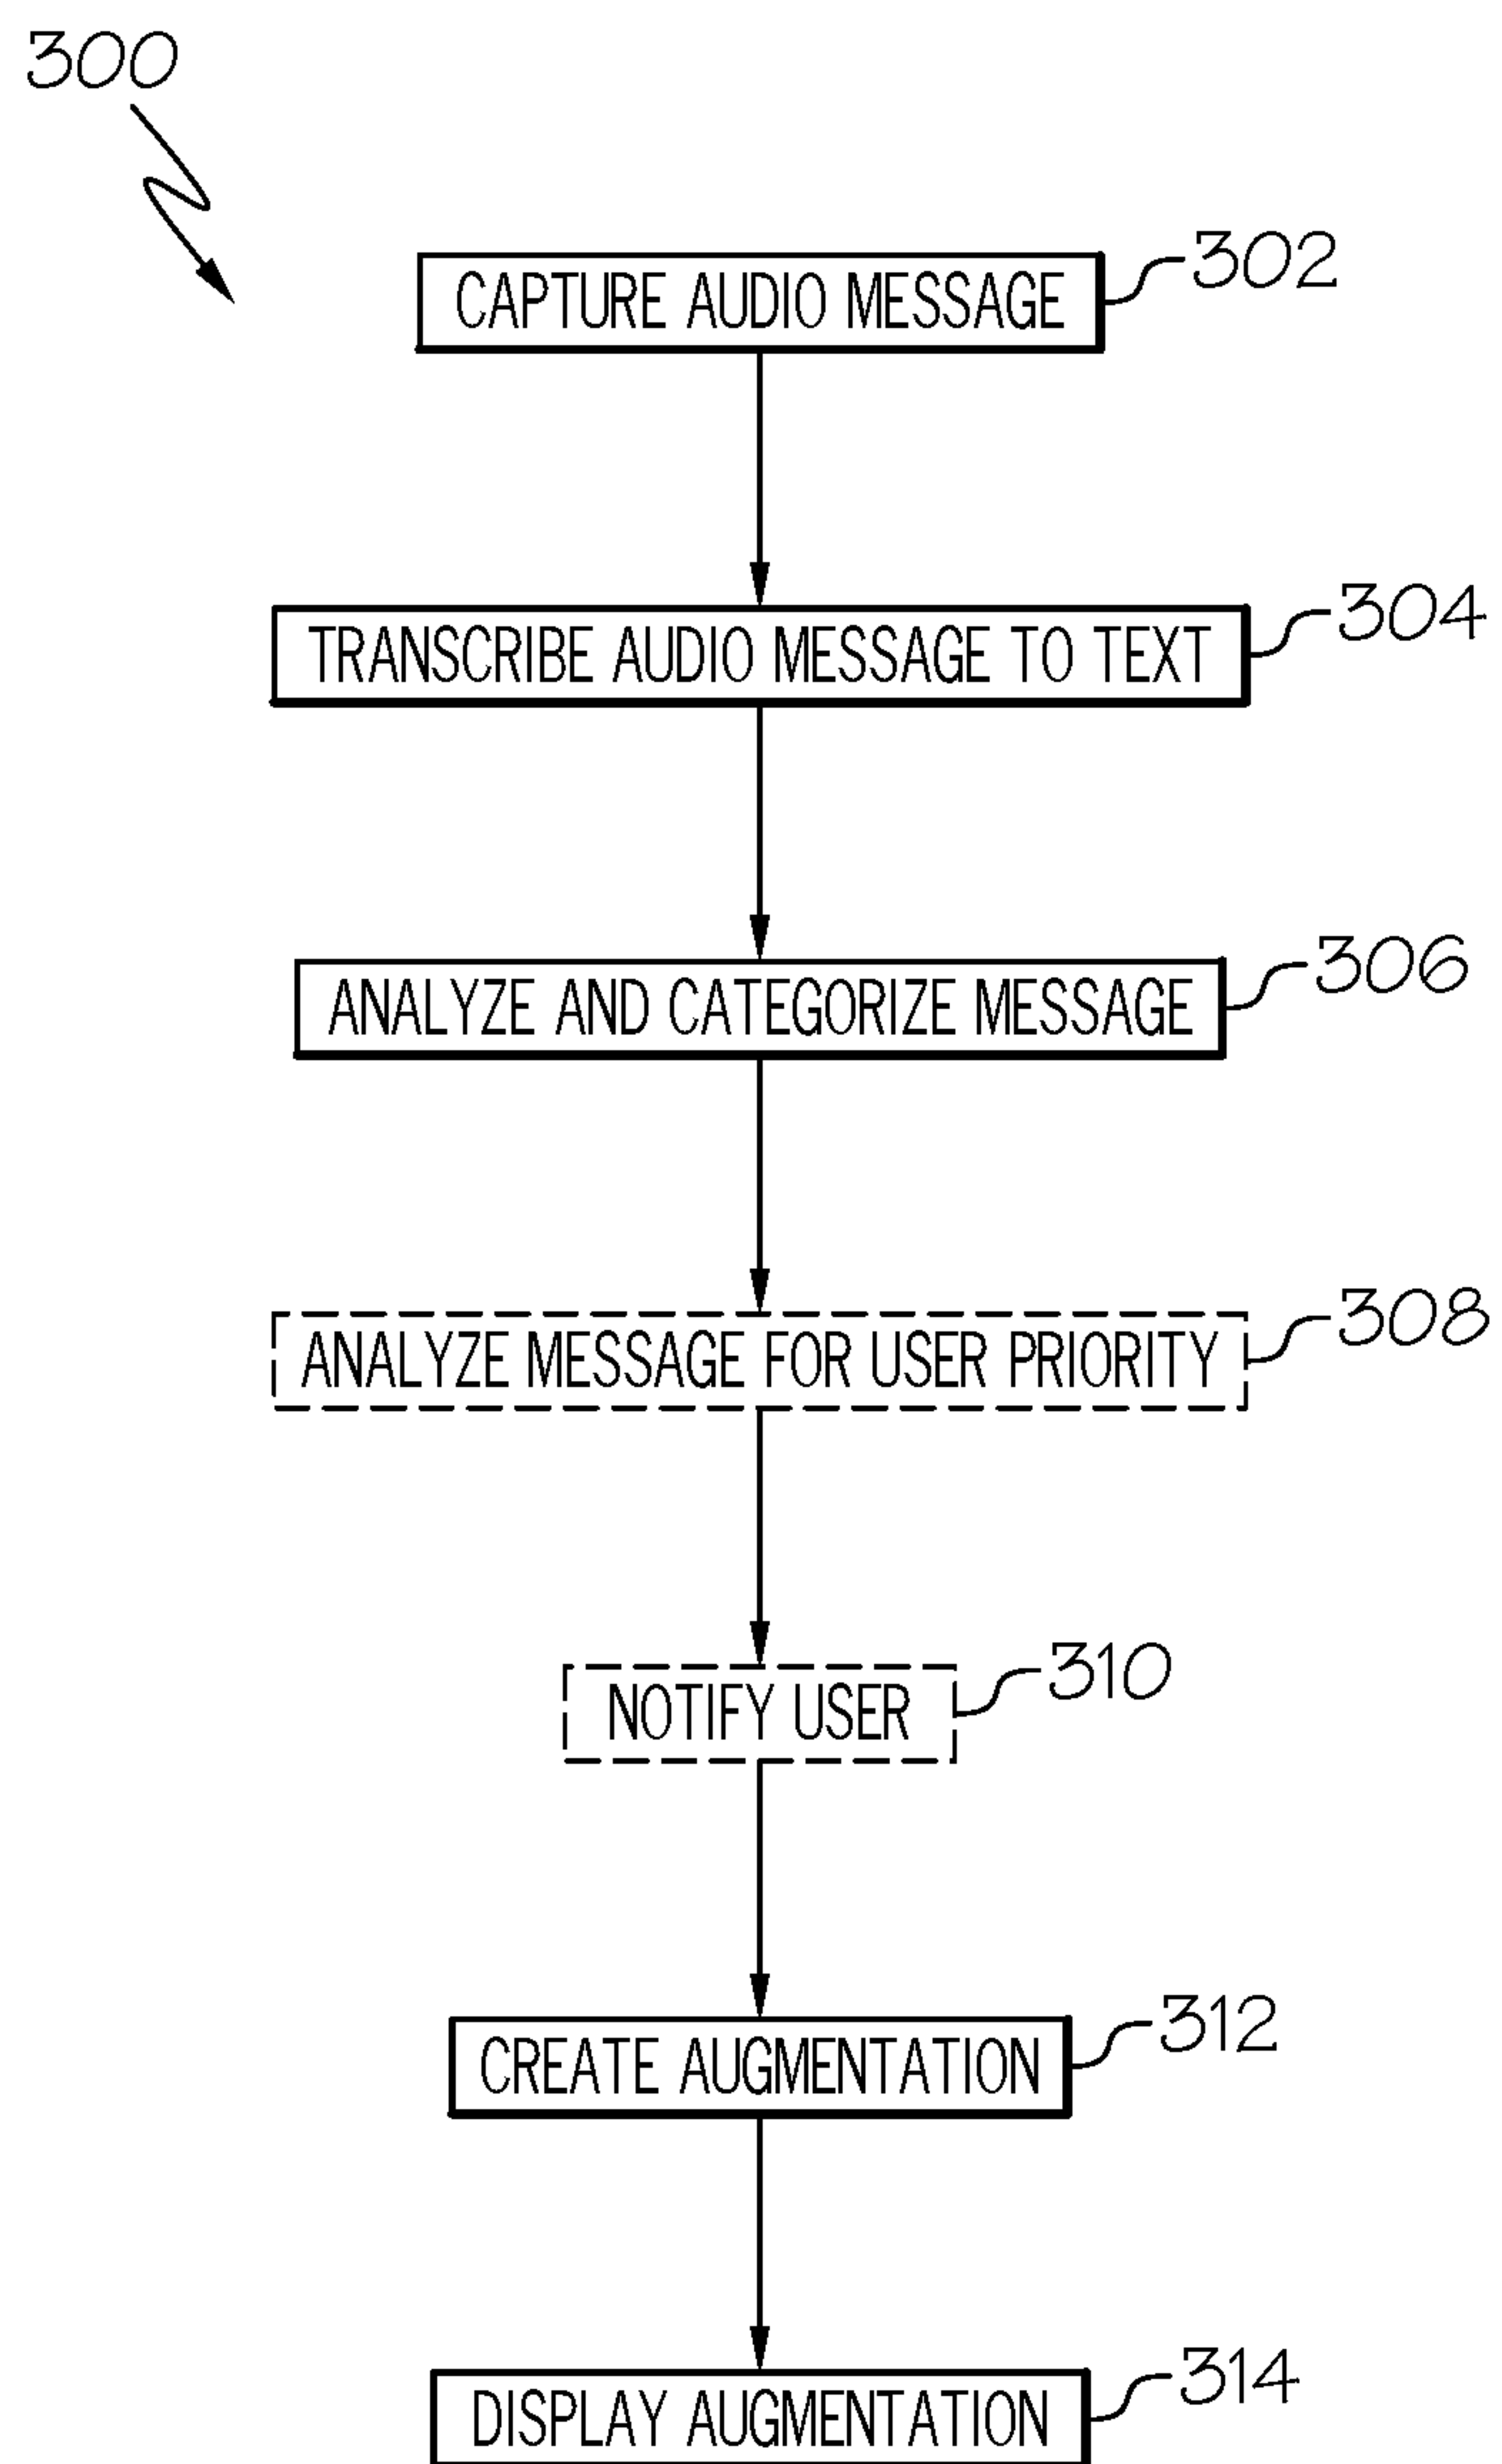 300
CAPTURE AUDIO MESSAGE
302
TRANSCRIBE AUDIO MESSAGE TO TEXT
304
ANALYZE AND CATEGORIZE MESSAGE
306
ANALYZE MESSAGE FOR USER PRIORITY
308
NOTIFY USER
310
CREATE AUGMENTATION
312
DISPLAY AUGMENTATION
314